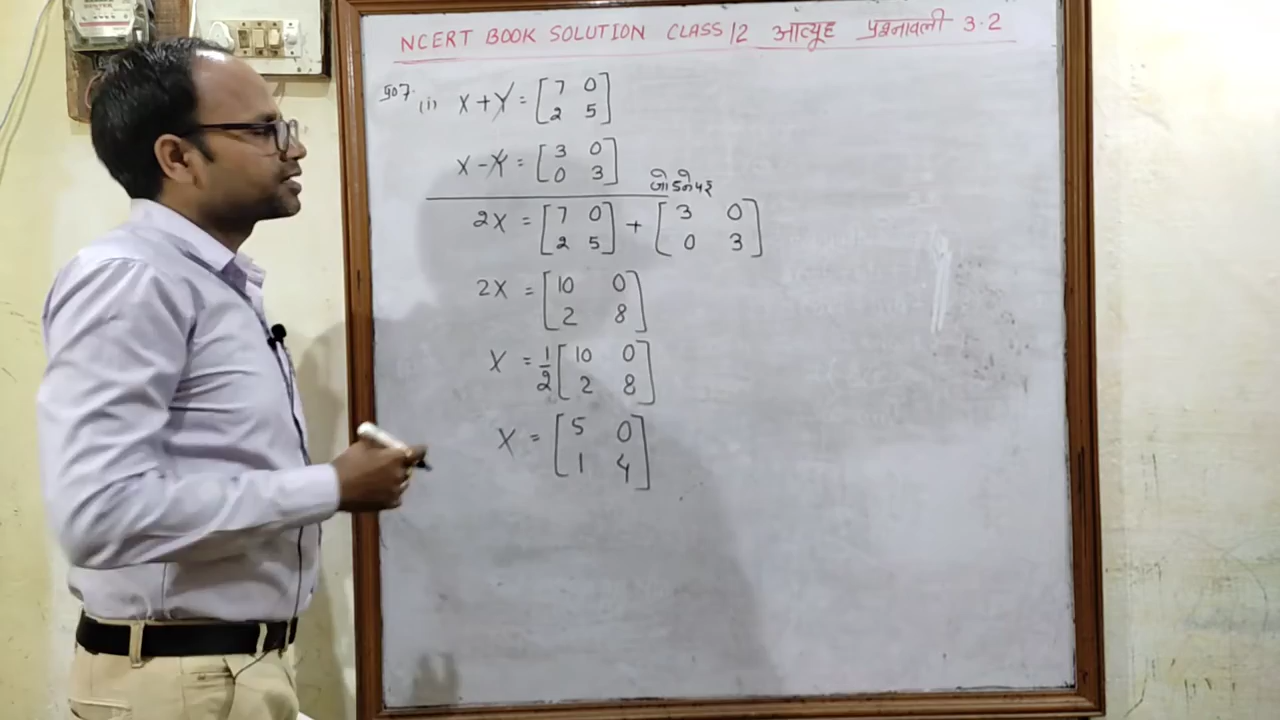 NCERT BOOK SOLUTION CLASS 12 आव्यूह प्रश्नावली 3.2
प्र07. (i) X + Y = [7 0
2 5]
X - Y = [3 0
0 3]
जोडने पर
2X = [7 0
2 5] + [3 0
0 3]
2X = [10 0
2 8]
X = 1/2 [10 0
2 8]
X = [5 0
1 4]